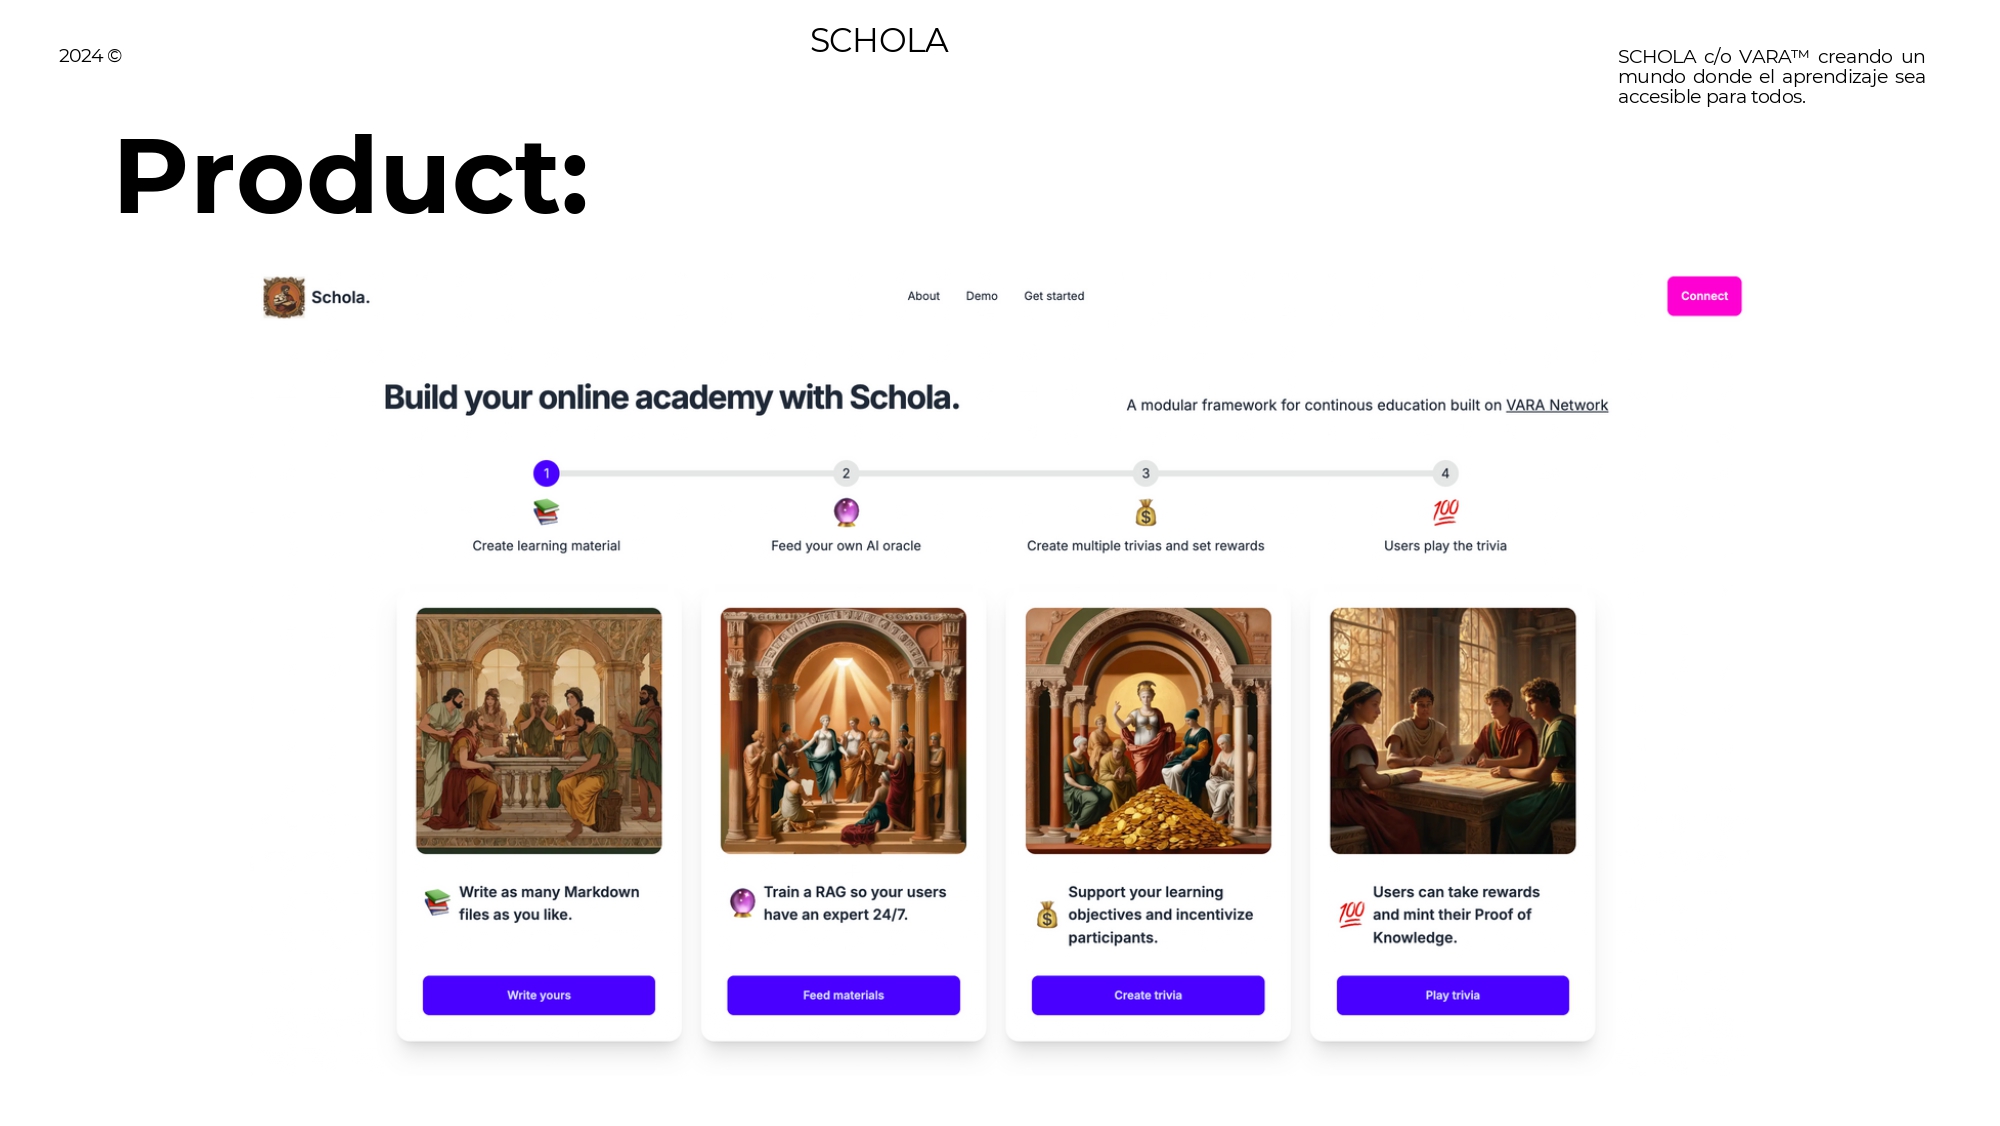 2024 ©
SCHOLA
SCHOLA c/o VARA™ creando un
mundo donde el aprendizaje sea
accesible para todos.
Product:
Schola.
About
Demo
Get started
Connect
Build your online academy with Schola.
A modular framework for continous education built on VARA Network
1
2
3
4
Create learning material
Feed your own AI oracle
Create multiple trivias and set rewards
Users play the trivia
Write as many Markdown
files as you like.
Write yours
Train a RAG so your users
have an expert 24/7.
Feed materials
Support your learning
objectives and incentivize
participants.
Create trivia
Users can take rewards
and mint their Proof of
Knowledge.
Play trivia